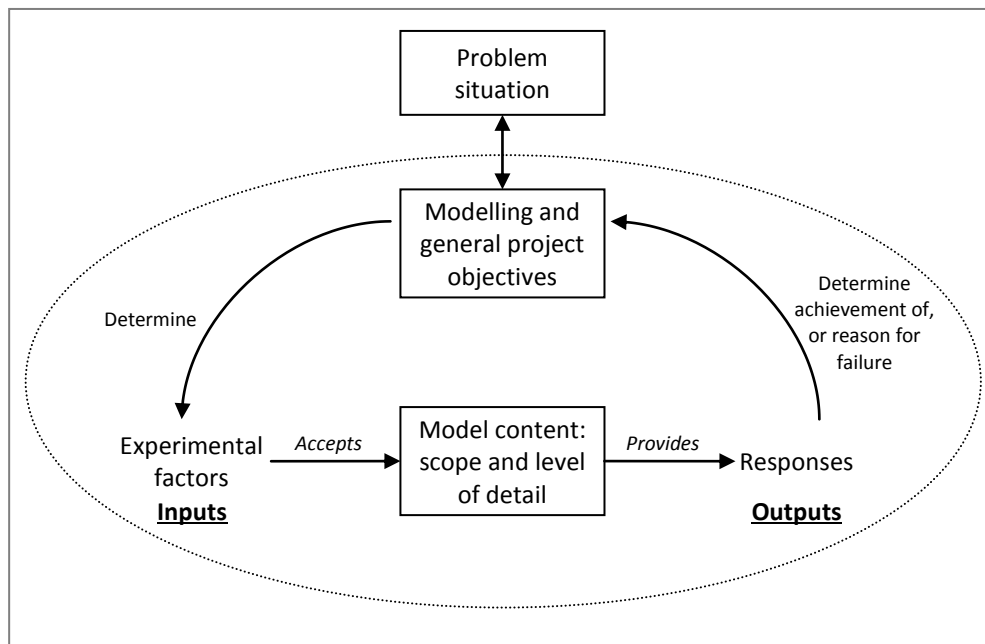 Problem
situation
Modelling and
general project
objectives
Determine
Determine
achievement of,
or reason for
failure
Experimental
factors
Inputs
Accepts
Model content:
scope and level
of detail
Provides
Responses
Outputs